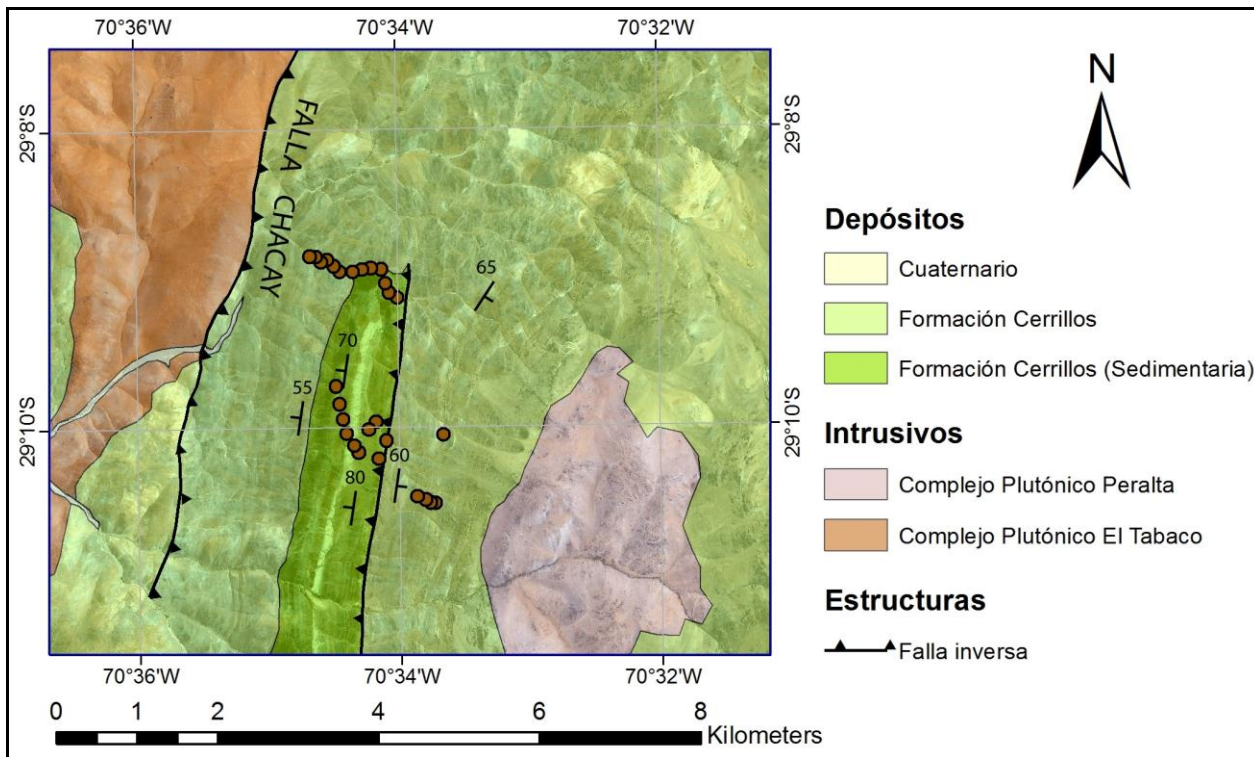 70°36'W 70°34'W 70°32'W
N
29°8'S 29°8'S
FALLA CHACAY
65
70
55
29°10'S 29°10'S
60
80
70°36'W 70°34'W 70°32'W
0 1 2 4 6 8
Kilometers
Depósitos
Cuaternario
Formación Cerrillos
Formación Cerrillos (Sedimentaria)
Intrusivos
Complejo Plutónico Peralta
Complejo Plutónico El Tabaco
Estructuras
Falla inversa